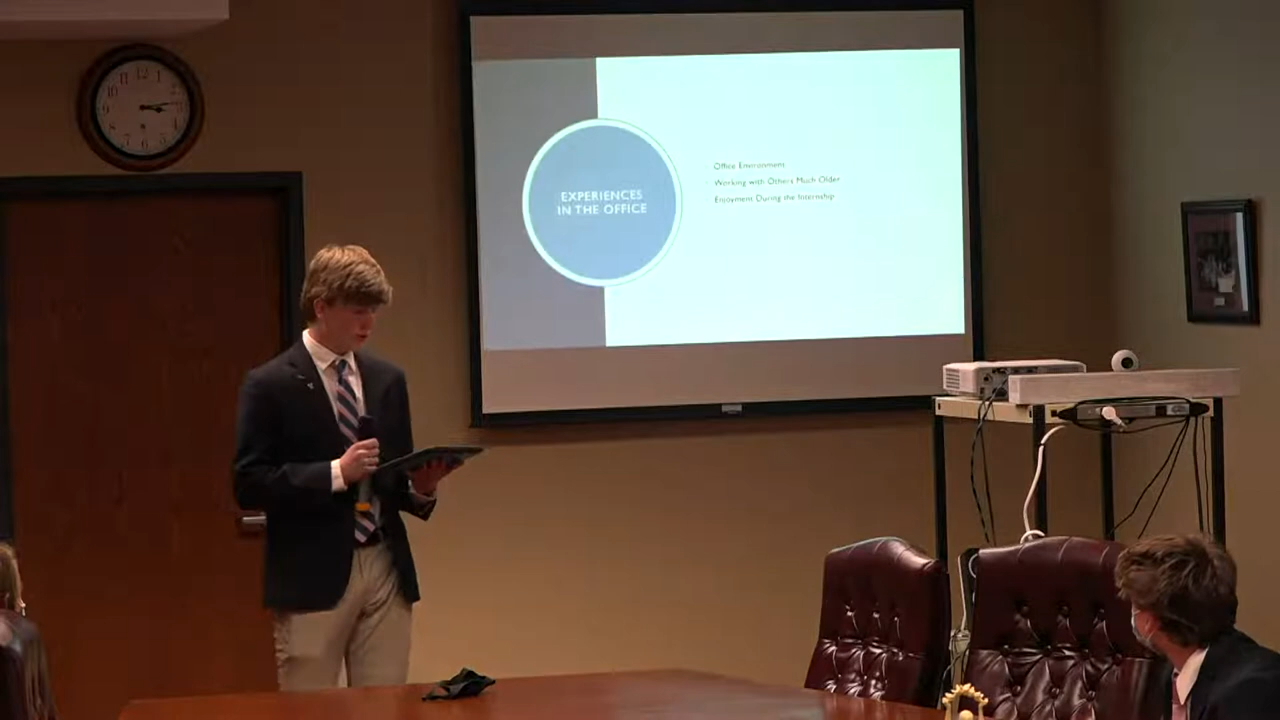 EXPERIENCES
IN THE OFFICE
Office Environment
Working with Others Much Older
Enjoyment During the Internship